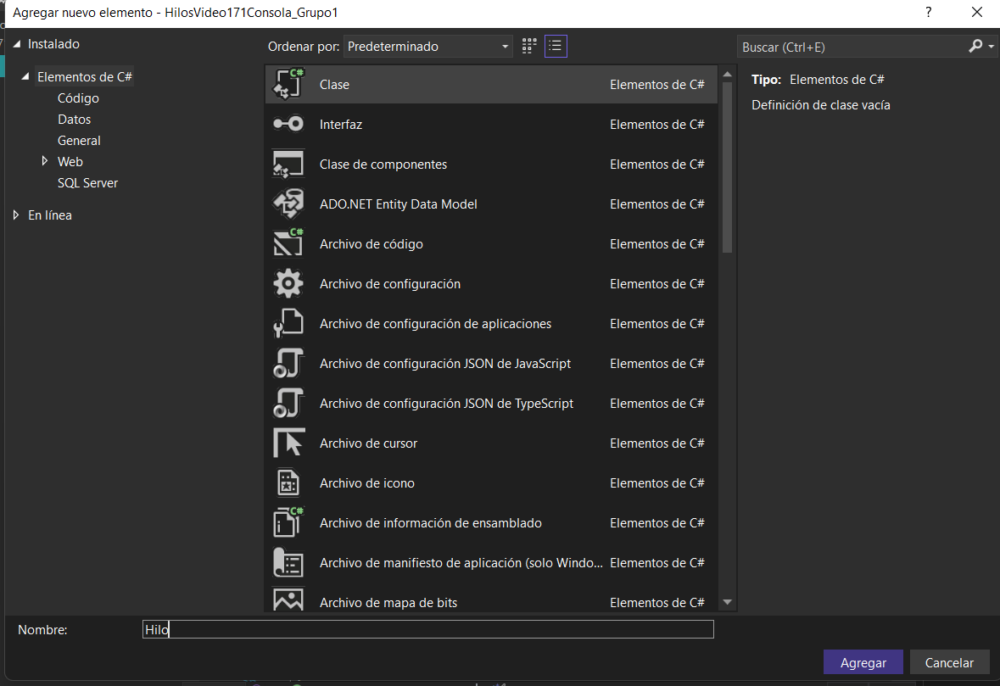 Agregar nuevo elemento - HilosVideo171Consola_Grupo1
?
Instalado
Elementos de C#
Código
Datos
General
Web
SQL Server
En línea
Ordenar por: Predeterminado
Clase Elementos de C#
Interfaz Elementos de C#
Clase de componentes Elementos de C#
ADO.NET Entity Data Model Elementos de C#
Archivo de código Elementos de C#
Archivo de configuración Elementos de C#
Archivo de configuración de aplicaciones Elementos de C#
Archivo de configuración JSON de JavaScript Elementos de C#
Archivo de configuración JSON de TypeScript Elementos de C#
Archivo de cursor Elementos de C#
Archivo de icono Elementos de C#
Archivo de información de ensamblado Elementos de C#
Archivo de manifiesto de aplicación (solo Windo... Elementos de C#
Archivo de mapa de bits Elementos de C#
Buscar (Ctrl+E)
Tipo: Elementos de C#
Definición de clase vacía
Nombre: Hilo
Agregar Cancelar